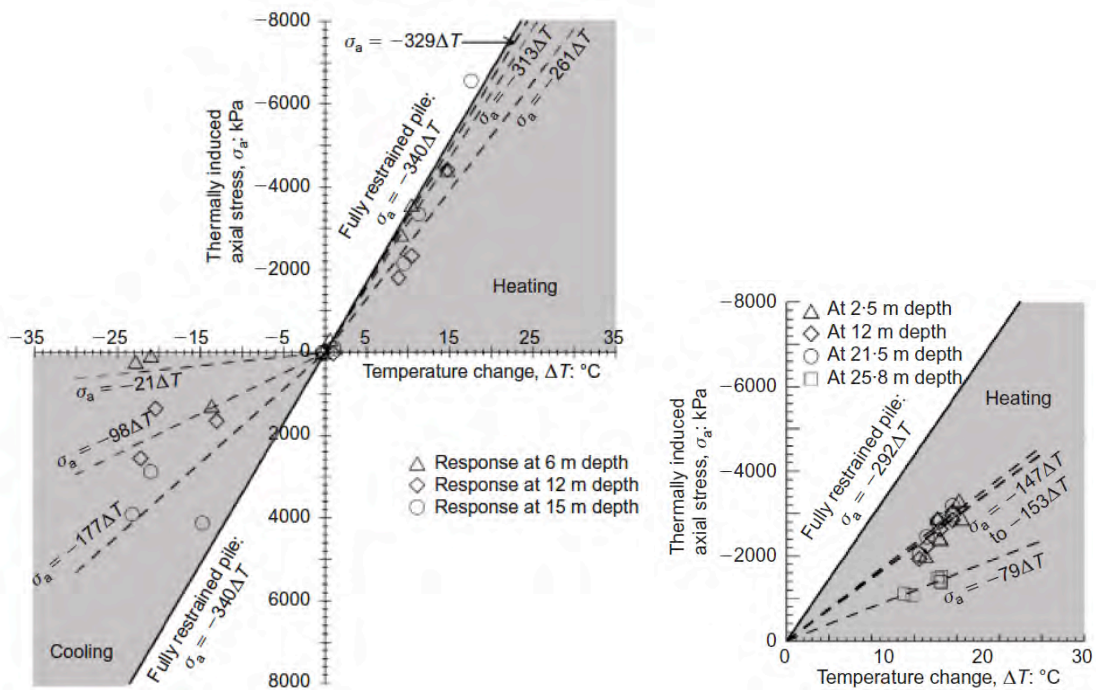 −8000
σa = −329ΔT
σa = −313ΔT
σa = −261ΔT
−6000
Thermally induced
axial stress, σa: kPa
Fully restrained pile:
σa = −340ΔT
−4000
−2000
Heating
−35
−25
−15
−5
0
5
15
25
35
Temperature change, ΔT: °C
σa = −21ΔT
σa = −98ΔT
σa = −177ΔT
2000
4000
6000
8000
Fully restrained pile:
σa = −340ΔT
Cooling
Response at 6 m depth
Response at 12 m depth
Response at 15 m depth
−8000
−6000
−4000
−2000
0
At 2·5 m depth
At 12 m depth
At 21·5 m depth
At 25·8 m depth
Heating
Thermally induced
axial stress, σa: kPa
Fully restrained pile:
σa = −292ΔT
σa = −147ΔT
to −153ΔT
σa = −79ΔT
0
10
20
30
Temperature change, ΔT: °C